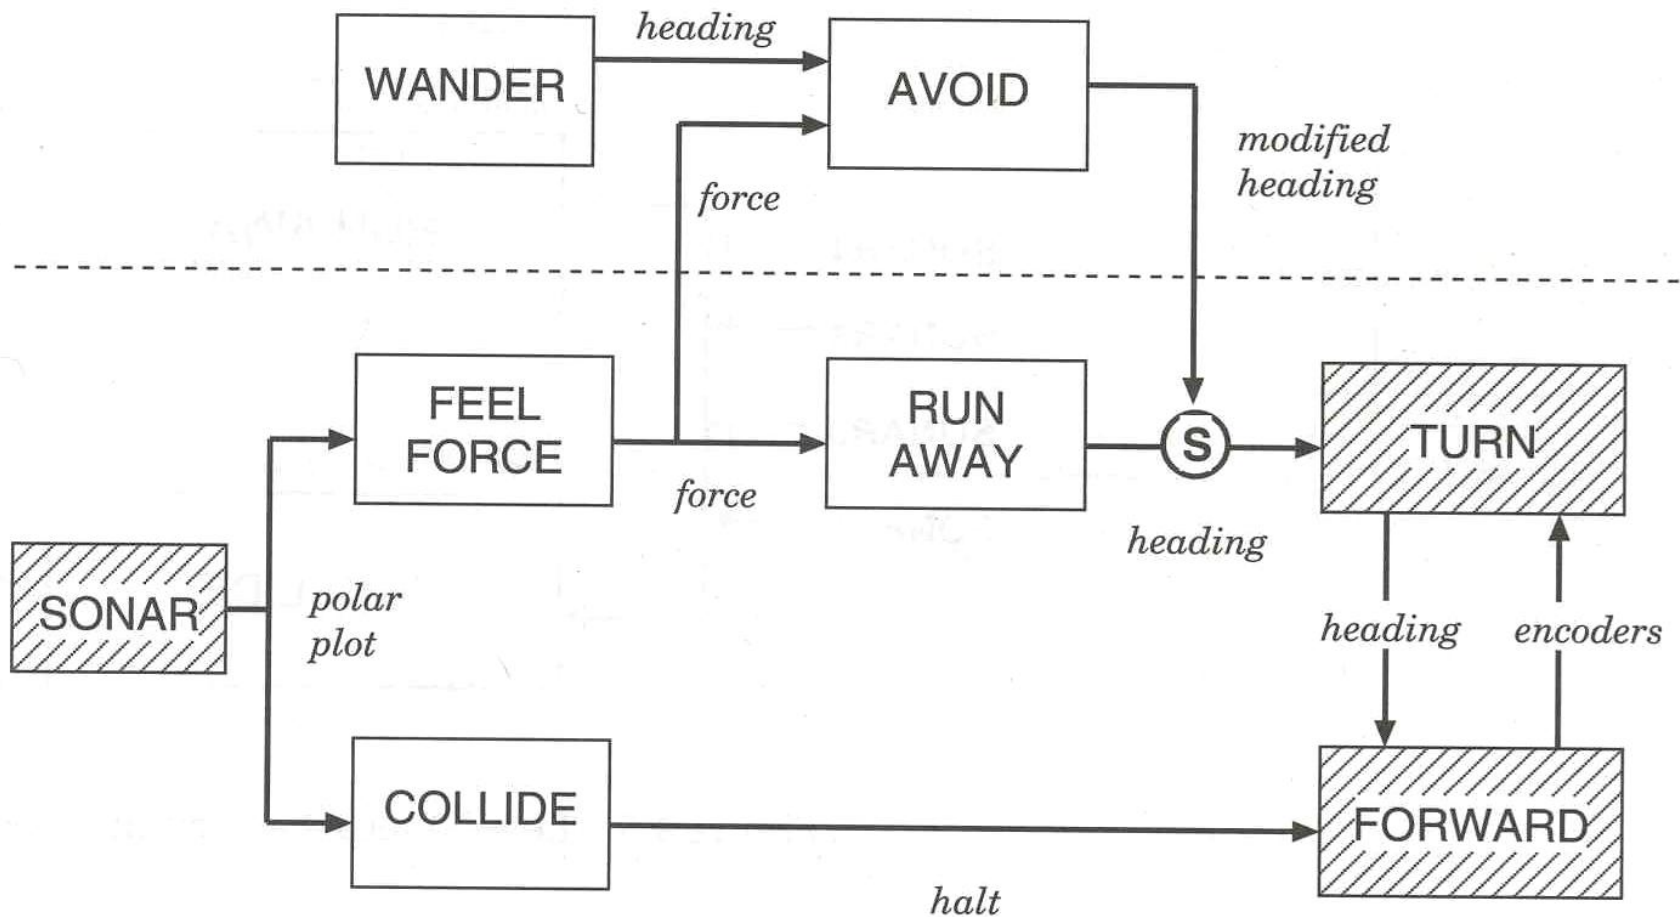 heading
WANDER
AVOID
modified
heading
force
FEEL
FORCE
RUN
AWAY
S
TURN
force
heading
SONAR
polar
plot
heading
encoders
COLLIDE
FORWARD
halt